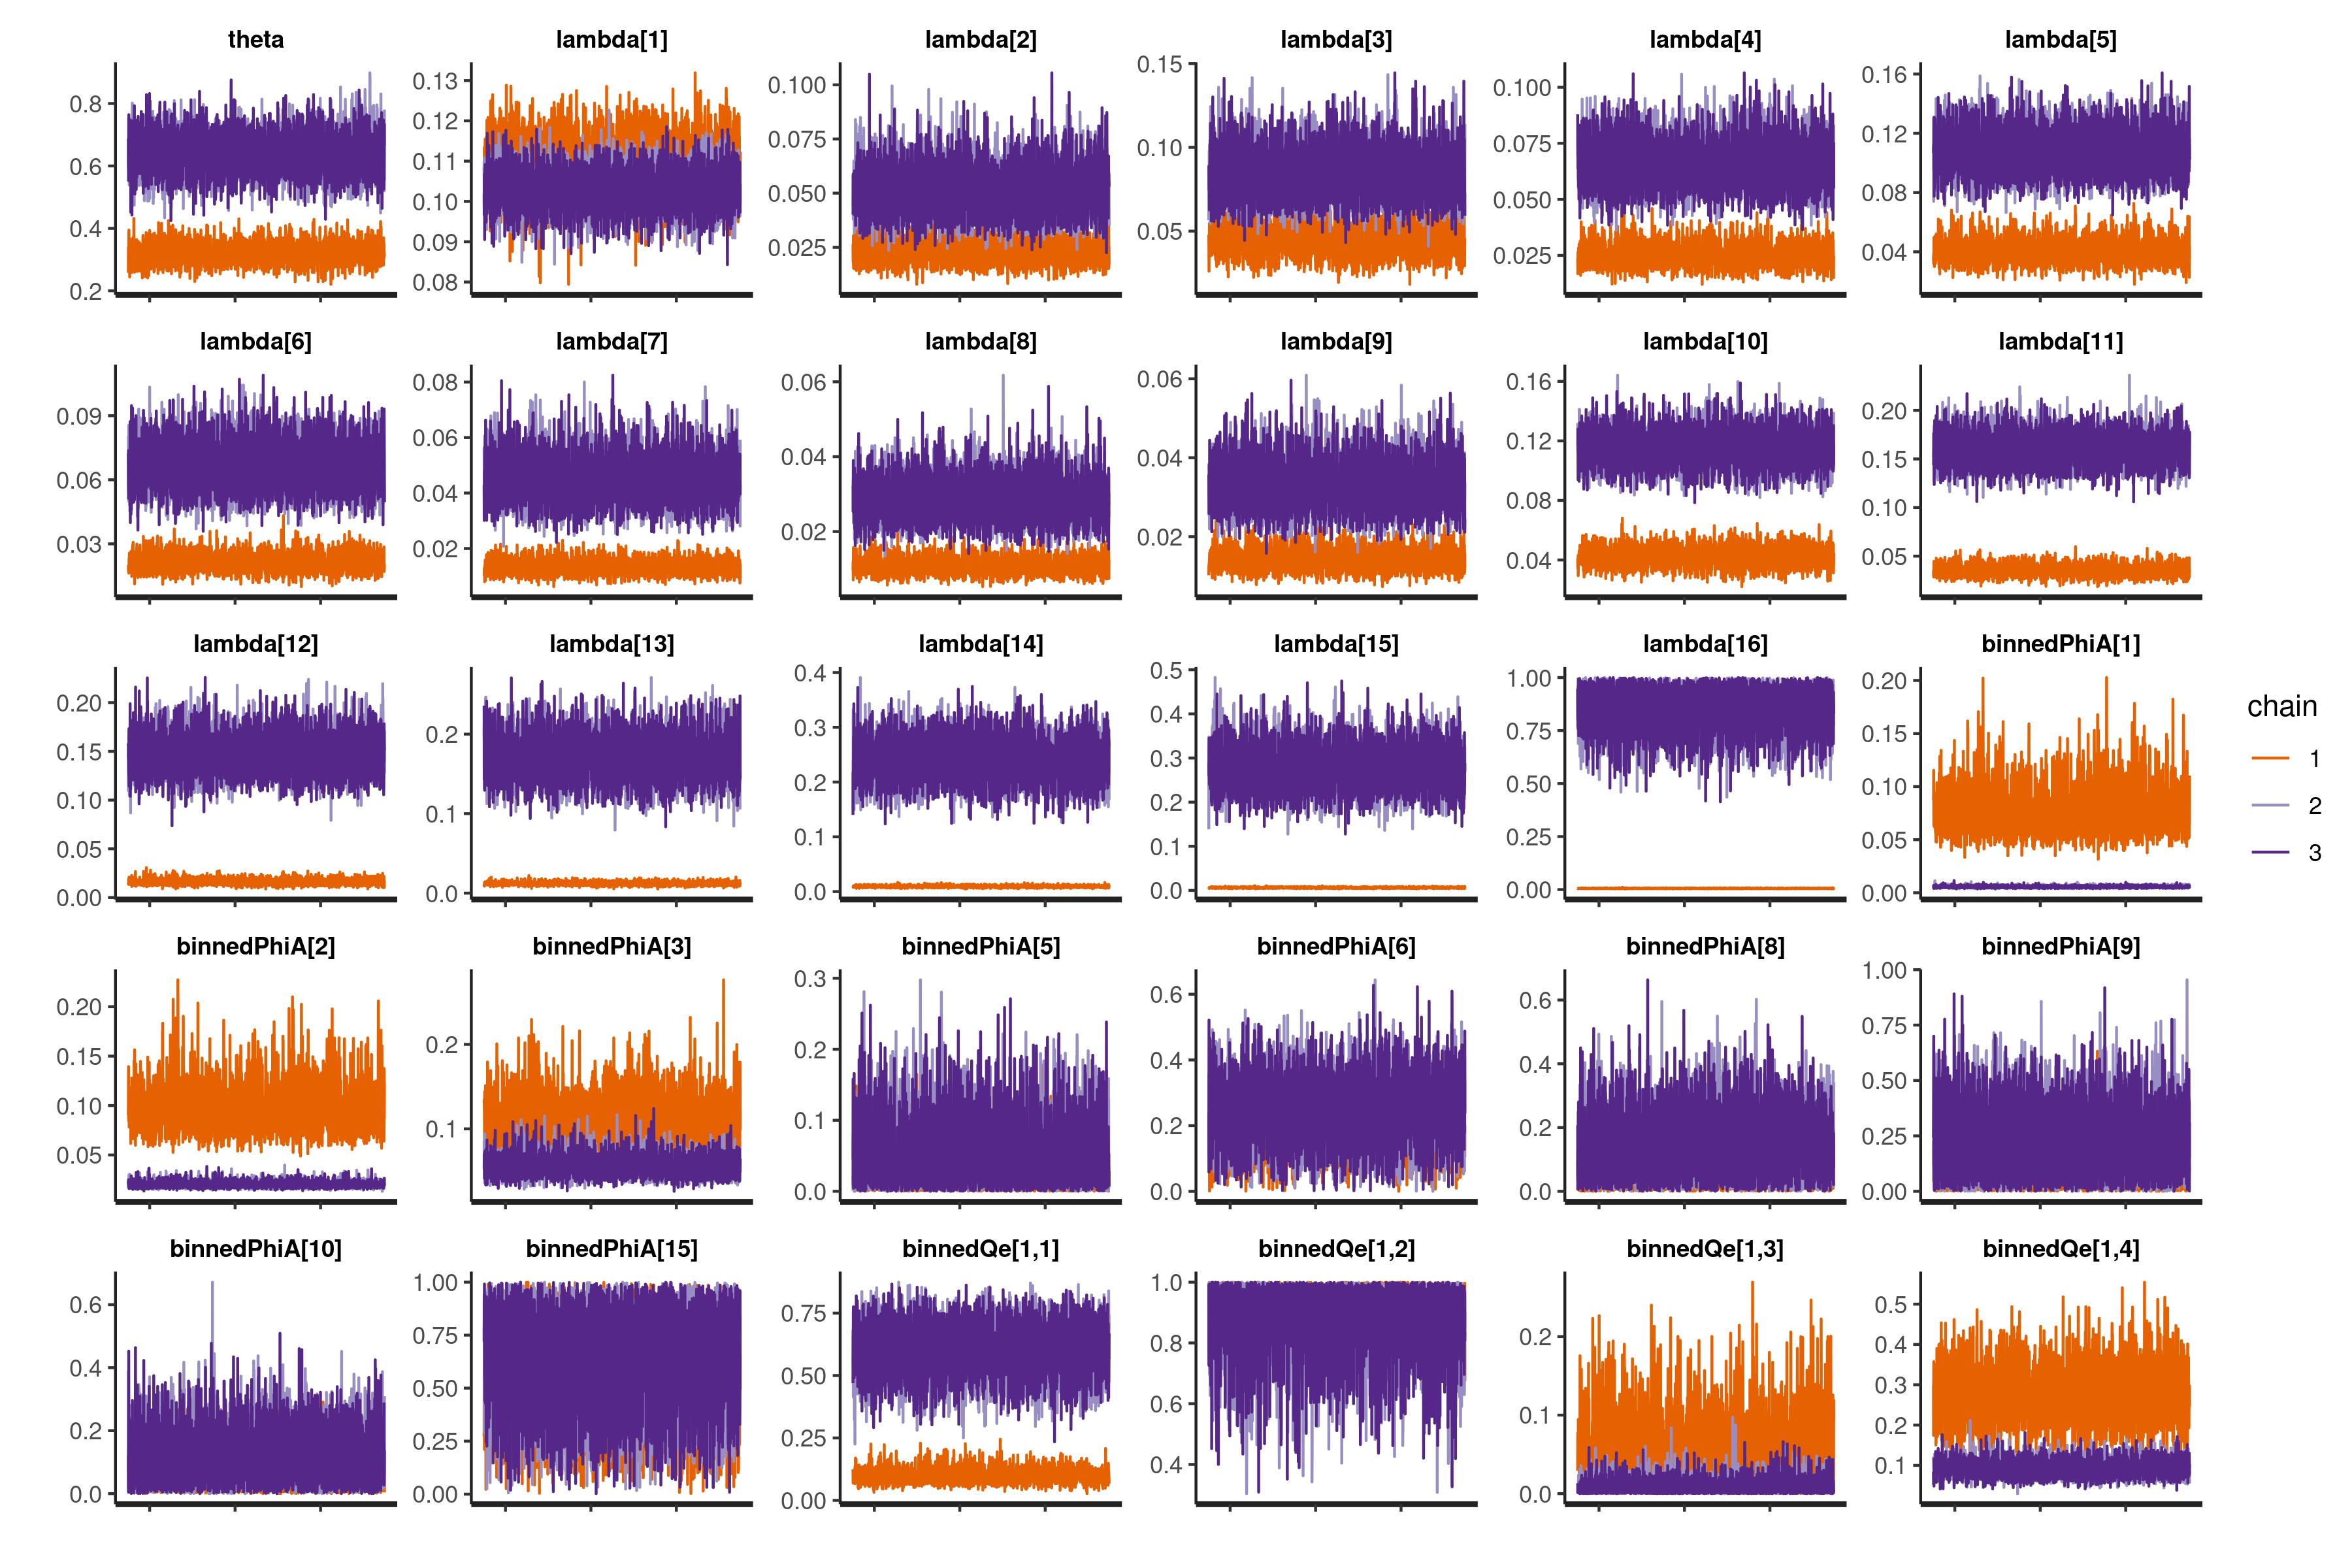 theta lambda[1] lambda[2] lambda[3] lambda[4] lambda[5]
0.8 0.6 0.4 0.2
0.13 0.12 0.11 0.10 0.09 0.08
0.100 0.075 0.050 0.025
0.15 0.10 0.05
0.100 0.075 0.050 0.025
0.16 0.12 0.08 0.04
lambda[6] lambda[7] lambda[8] lambda[9] lambda[10] lambda[11]
0.09 0.06 0.03
0.08 0.06 0.04 0.02
0.06 0.04 0.02
0.06 0.04 0.02
0.16 0.12 0.08 0.04
0.20 0.15 0.10 0.05
lambda[12] lambda[13] lambda[14] lambda[15] lambda[16] binnedPhiA[1]
0.20 0.15 0.10 0.05 0.00
0.2 0.1 0.0
0.4 0.3 0.2 0.1 0.0
0.5 0.4 0.3 0.2 0.1 0.0
1.00 0.75 0.50 0.25 0.00
0.20 0.15 0.10 0.05 0.00
chain
1
2
3
binnedPhiA[2] binnedPhiA[3] binnedPhiA[5] binnedPhiA[6] binnedPhiA[8] binnedPhiA[9]
0.20 0.15 0.10 0.05
0.2 0.1
0.3 0.2 0.1 0.0
0.6 0.4 0.2 0.0
0.6 0.4 0.2 0.0
1.00 0.75 0.50 0.25 0.00
binnedPhiA[10] binnedPhiA[15] binnedQe[1,1] binnedQe[1,2] binnedQe[1,3] binnedQe[1,4]
0.6 0.4 0.2 0.0
1.00 0.75 0.50 0.25 0.00
0.75 0.50 0.25 0.00
1.0 0.8 0.6 0.4
0.2 0.1 0.0
0.5 0.4 0.3 0.2 0.1